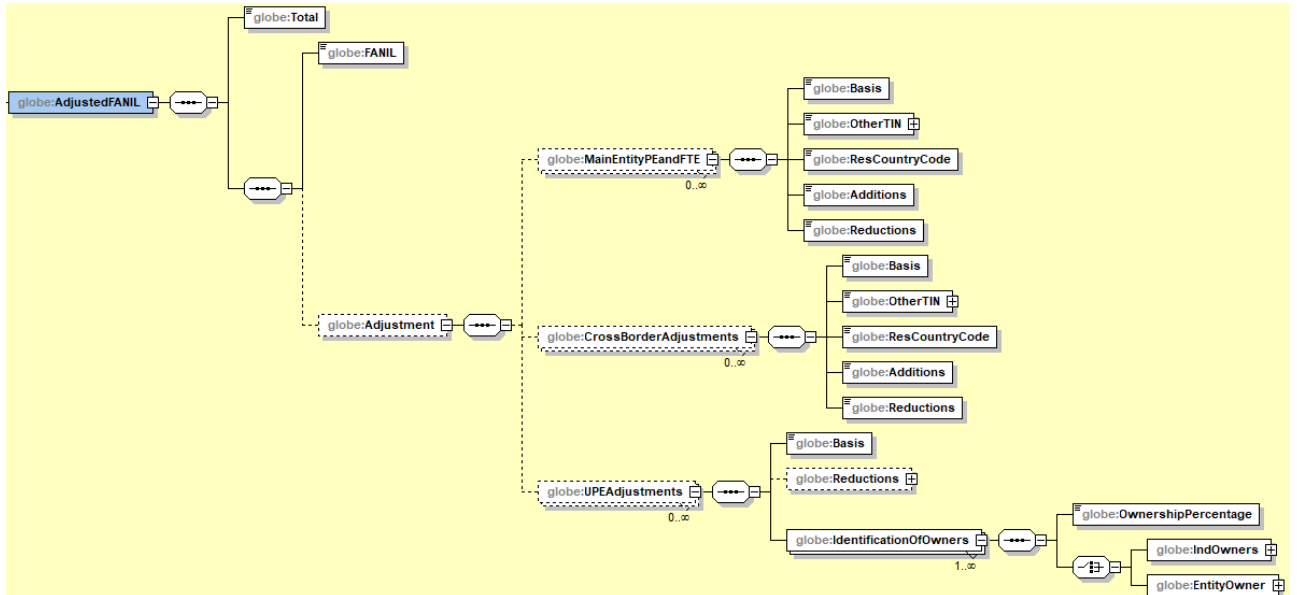 globe:Total
globe:FANIL
globe:AdjustedFANIL
globe:Basis
globe:OtherTIN
globe:MainEntityPEandFTE
globe:ResCountryCode
0..∞
globe:Additions
globe:Reductions
globe:Basis
globe:OtherTIN
globe:Adjustment
globe:CrossBorderAdjustments
globe:ResCountryCode
0..∞
globe:Additions
globe:Reductions
globe:Basis
globe:Reductions
globe:UPEAdjustments
0..∞
globe:OwnershipPercentage
globe:IdentificationOfOwners
1..∞
globe:IndOwners
globe:EntityOwner